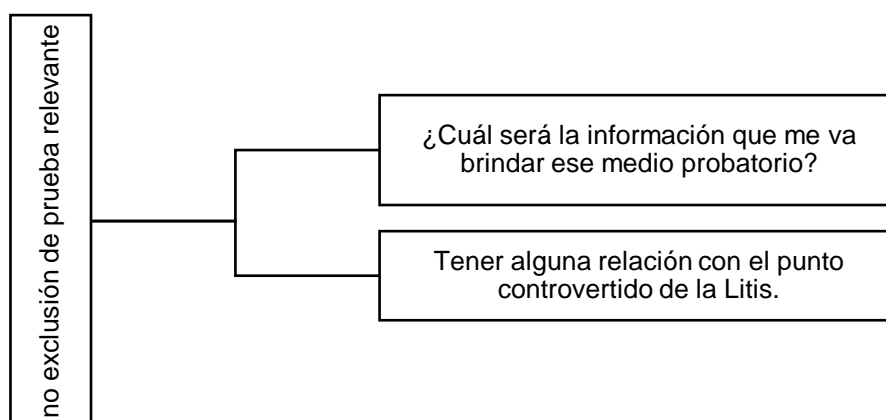 no exclusión de prueba relevante
¿Cuál será la información que me va
brindar ese medio probatorio?
Tener alguna relación con el punto
controvertido de la Litis.